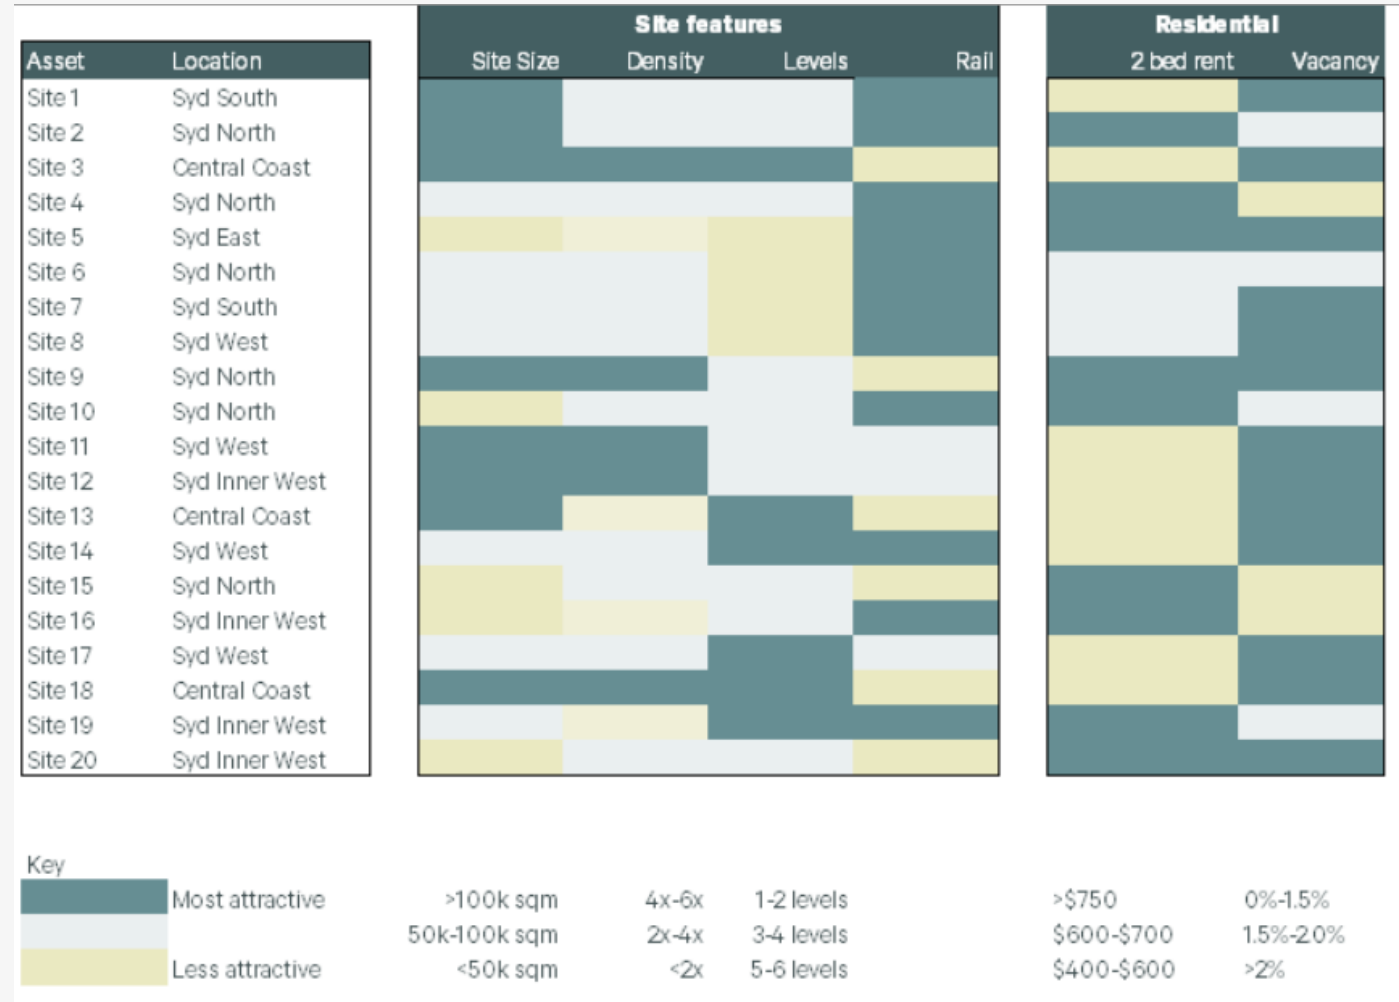 Site features Residential
Asset Location Site Size Density Levels Rail 2 bed rent Vacancy
Site 1 Syd South
Site 2 Syd North
Site 3 Central Coast
Site 4 Syd North
Site 5 Syd East
Site 6 Syd North
Site 7 Syd South
Site 8 Syd West
Site 9 Syd North
Site 10 Syd North
Site 11 Syd West
Site 12 Syd Inner West
Site 13 Central Coast
Site 14 Syd West
Site 15 Syd North
Site 16 Syd Inner West
Site 17 Syd West
Site 18 Central Coast
Site 19 Syd Inner West
Site 20 Syd Inner West
Key
Most attractive >100k sqm 4x-6x 1-2 levels >$750 0%-1.5%
50k-100k sqm 2x-4x 3-4 levels $600-$700 1.5%-2.0%
Less attractive <50k sqm <2x 5-6 levels $400-$600 >2%